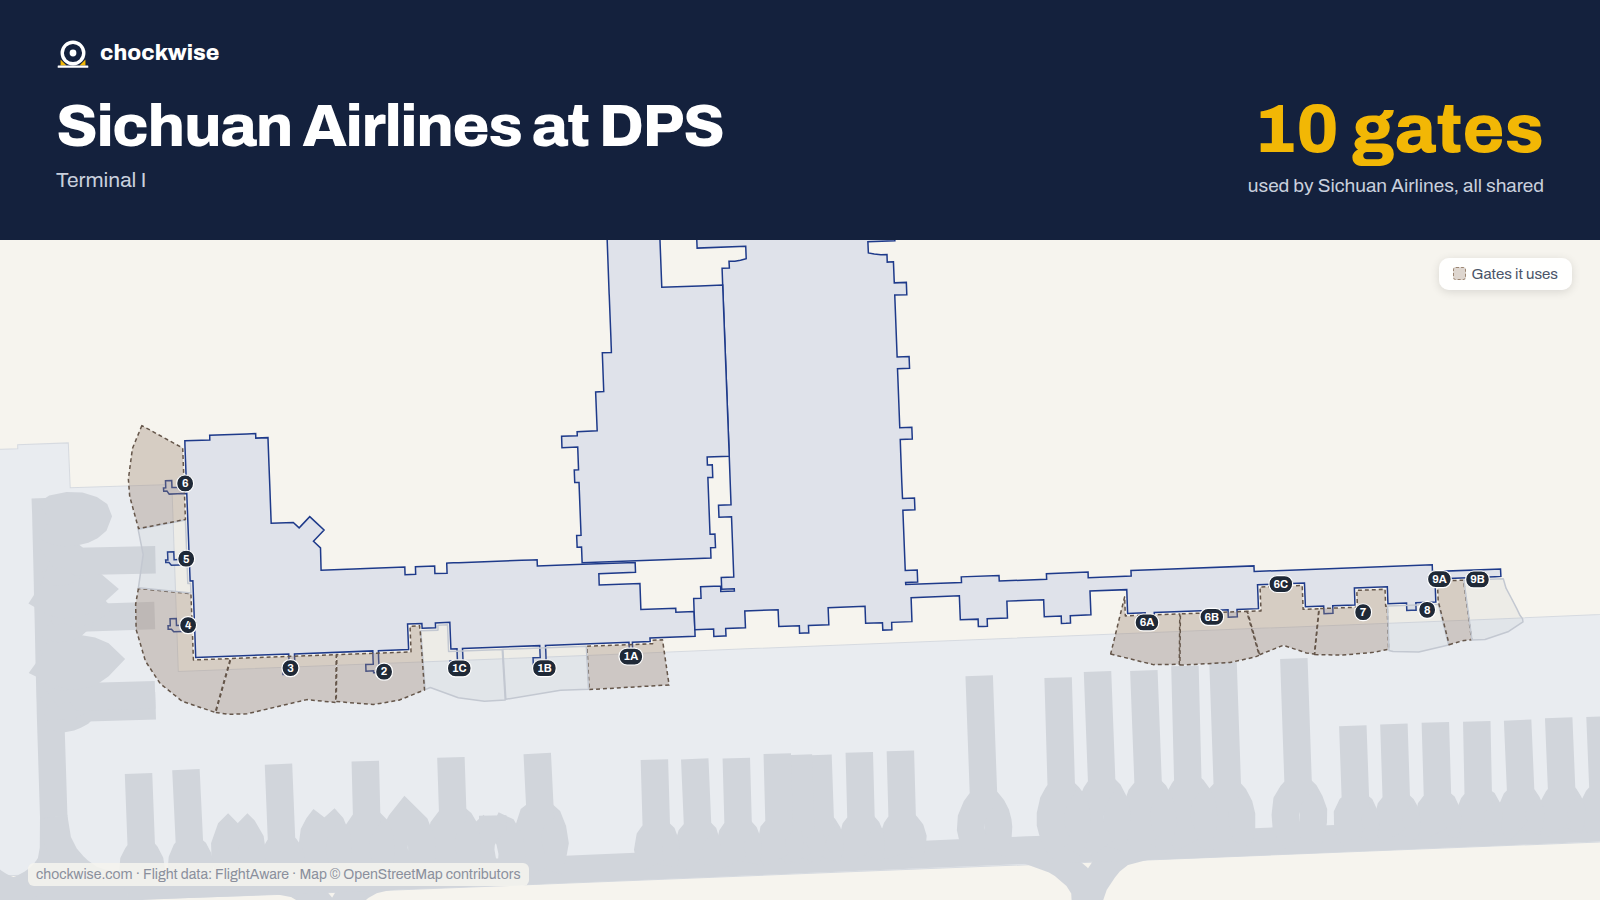 chockwise
Sichuan Airlines at DPS
Terminal I
10 gates
used by Sichuan Airlines, all shared
Gates it uses
6
5
4
3
2
1C
1B
1A
6A
6B
6C
7
8
9A
9B
chockwise.com · Flight data: FlightAware · Map © OpenStreetMap contributors